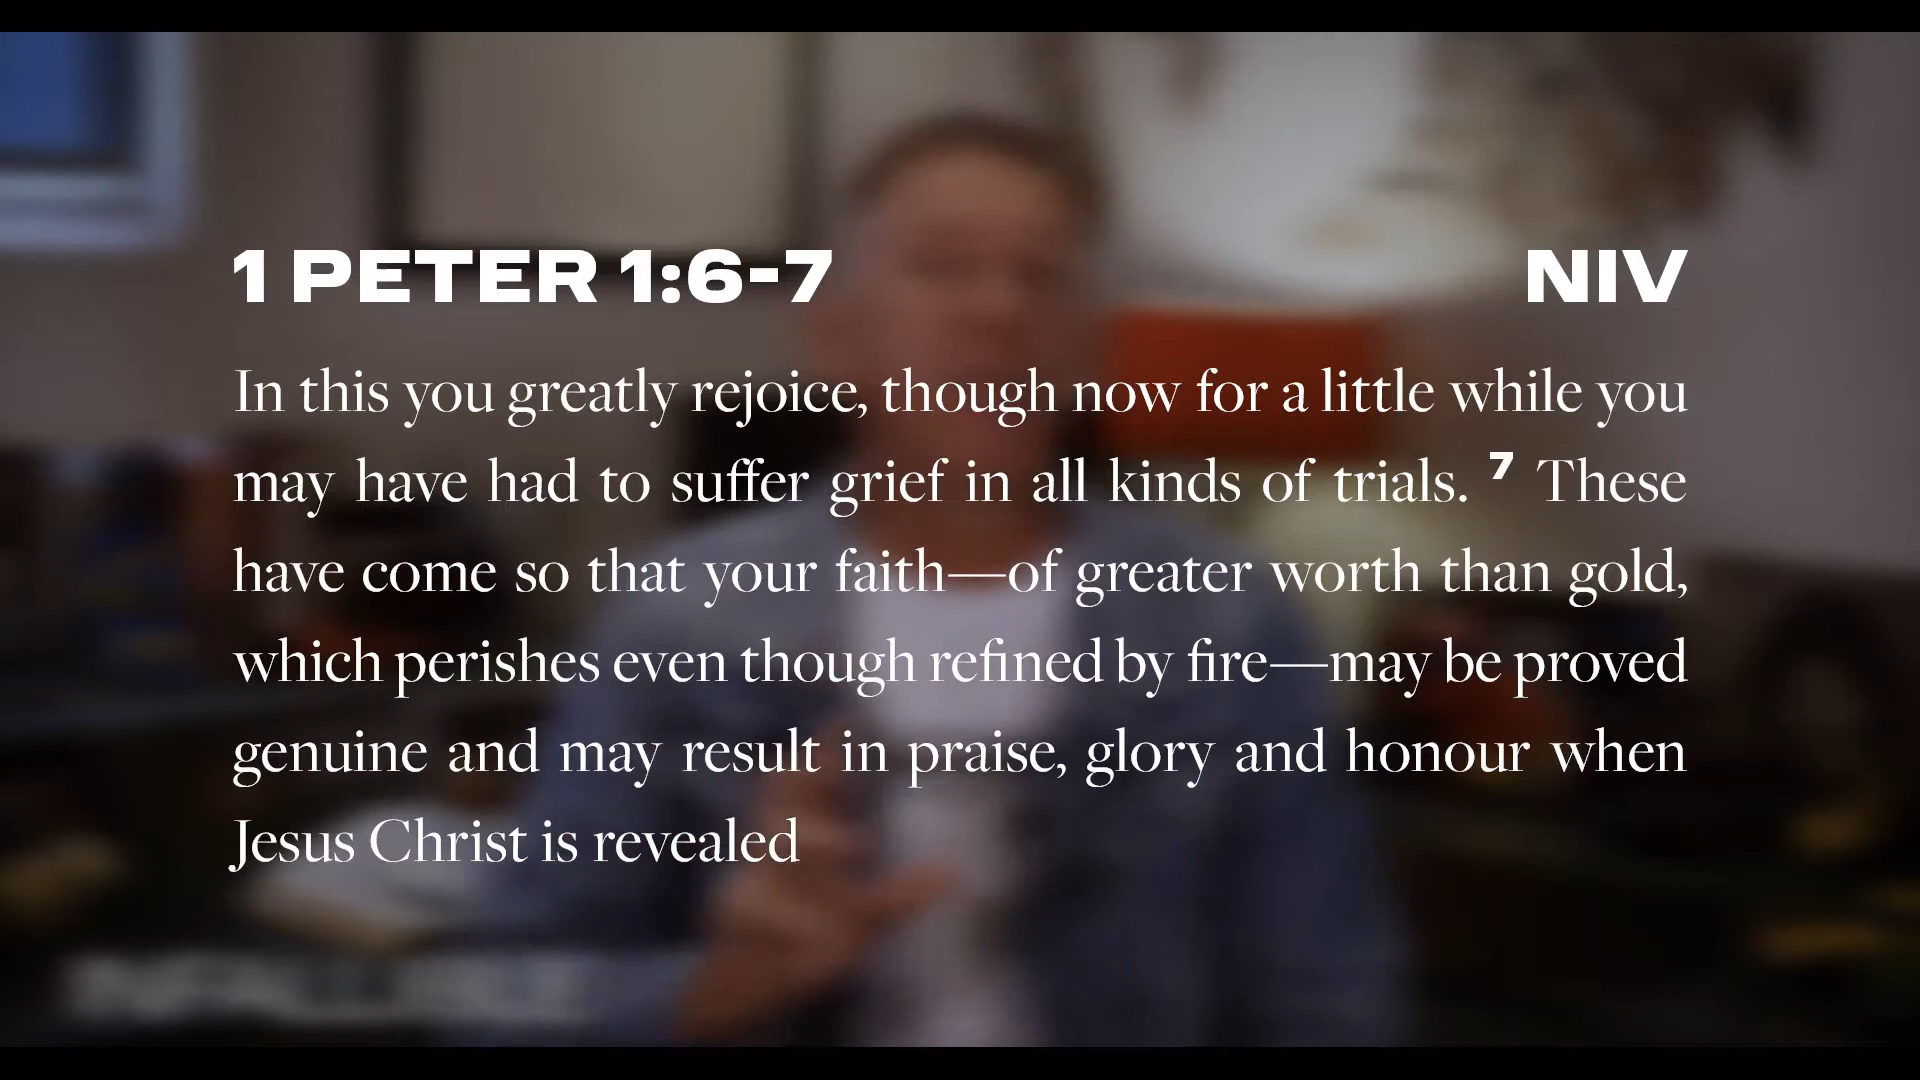 1 PETER 1:6-7 NIV
In this you greatly rejoice, though now for a little while you
may have had to suffer grief in all kinds of trials. ⁷ These
have come so that your faith—of greater worth than gold,
which perishes even though refined by fire—may be proved
genuine and may result in praise, glory and honour when
Jesus Christ is revealed